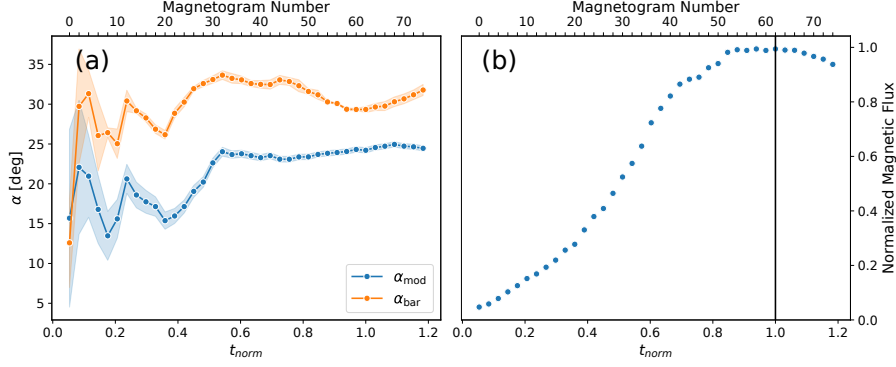 Magnetogram Number
0 10 20 30 40 50 60 70
(a)
α [deg]
35
30
25
20
15
10
5
α_mod
α_bar
0.0 0.2 0.4 0.6 0.8 1.0 1.2
t_norm
Magnetogram Number
0 10 20 30 40 50 60 70
(b)
1.0
0.8
0.6
0.4
0.2
0.0
Normalized Magnetic Flux
0.0 0.2 0.4 0.6 0.8 1.0 1.2
t_norm